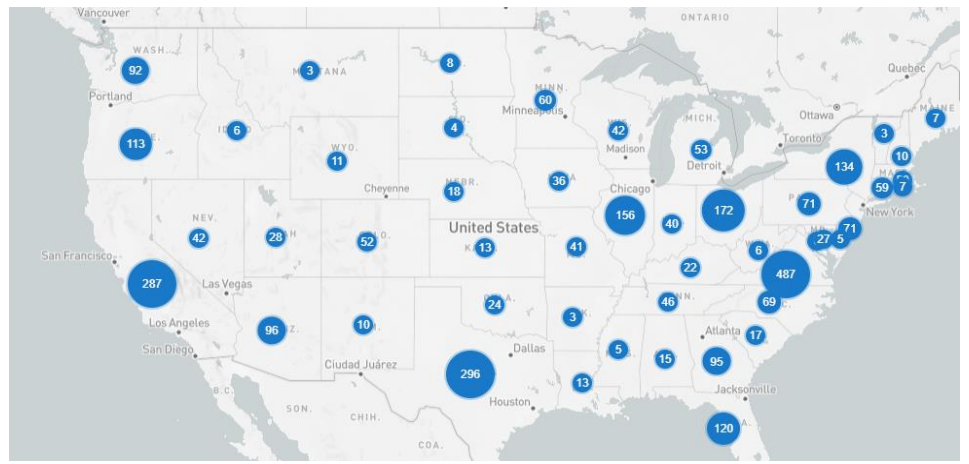 Vancouver
ONTARIO
WASH.
Quebec
92
3
MONTANA
8
MINN.
60
Minneapolis
Ottawa
MAINE
7
Portland
113
6
4
42
MICH.
53
Toronto
3
10
11
WYO.
Madison
Detroit
134
59
7
Cheyenne
18
NEBR.
36
Chicago
156
172
71
New York
NEV.
42
28
52
United States
13
41
40
6
27
5
71
San Francisco
287
Las Vegas
22
487
24
46
69
Los Angeles
96
10
3
Atlanta
17
San Diego
Ciudad Juárez
296
Dallas
5
15
95
B.C.
Houston
13
Jacksonville
SON.
CHIH.
120
COA.